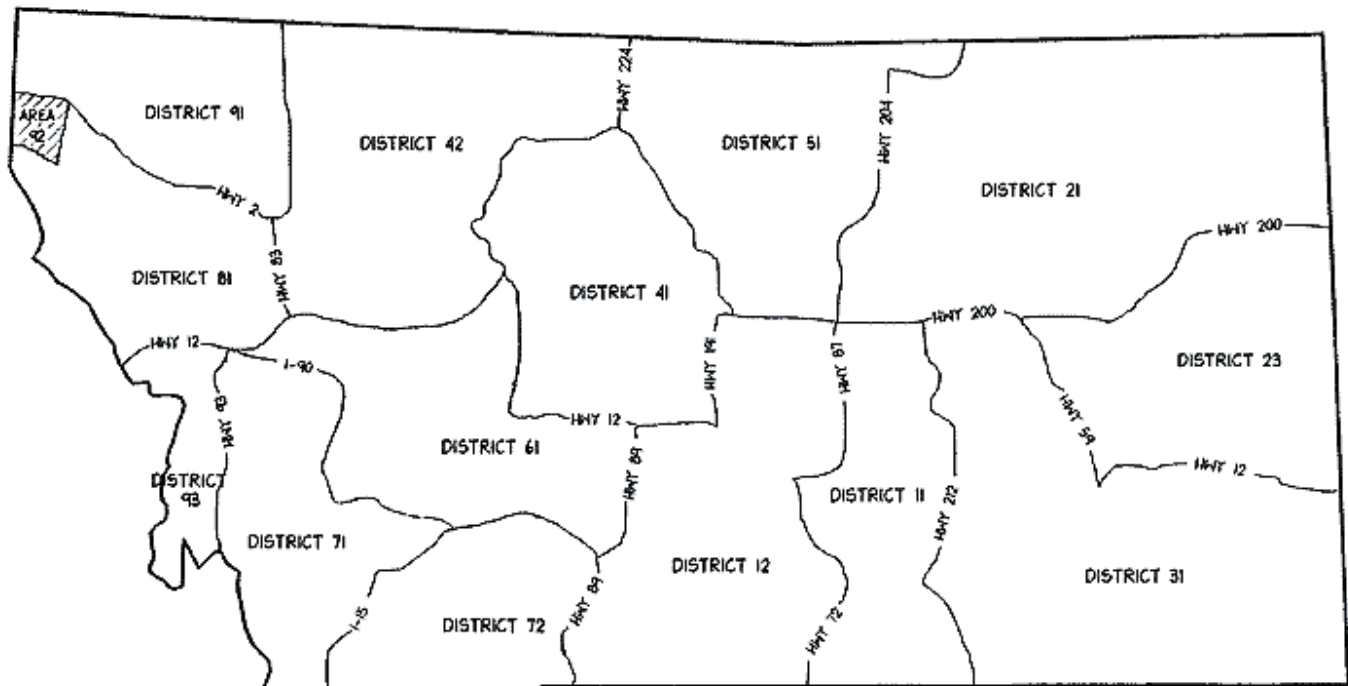 HWY 224
DISTRICT 91
AREA
92
DISTRICT 42
DISTRICT 51
HWY 204
DISTRICT 21
HWY 2
HWY 200
HWY 83
DISTRICT 81
DISTRICT 41
HWY 200
HWY 12
I-90
HWY 191
HWY 87
DISTRICT 23
HWY 93
HWY 12
HWY 59
DISTRICT 61
HWY 89
HWY 12
DISTRICT
93
DISTRICT 11
HWY 212
DISTRICT 71
DISTRICT 12
DISTRICT 31
I-15
HWY 89
DISTRICT 72
HWY 72